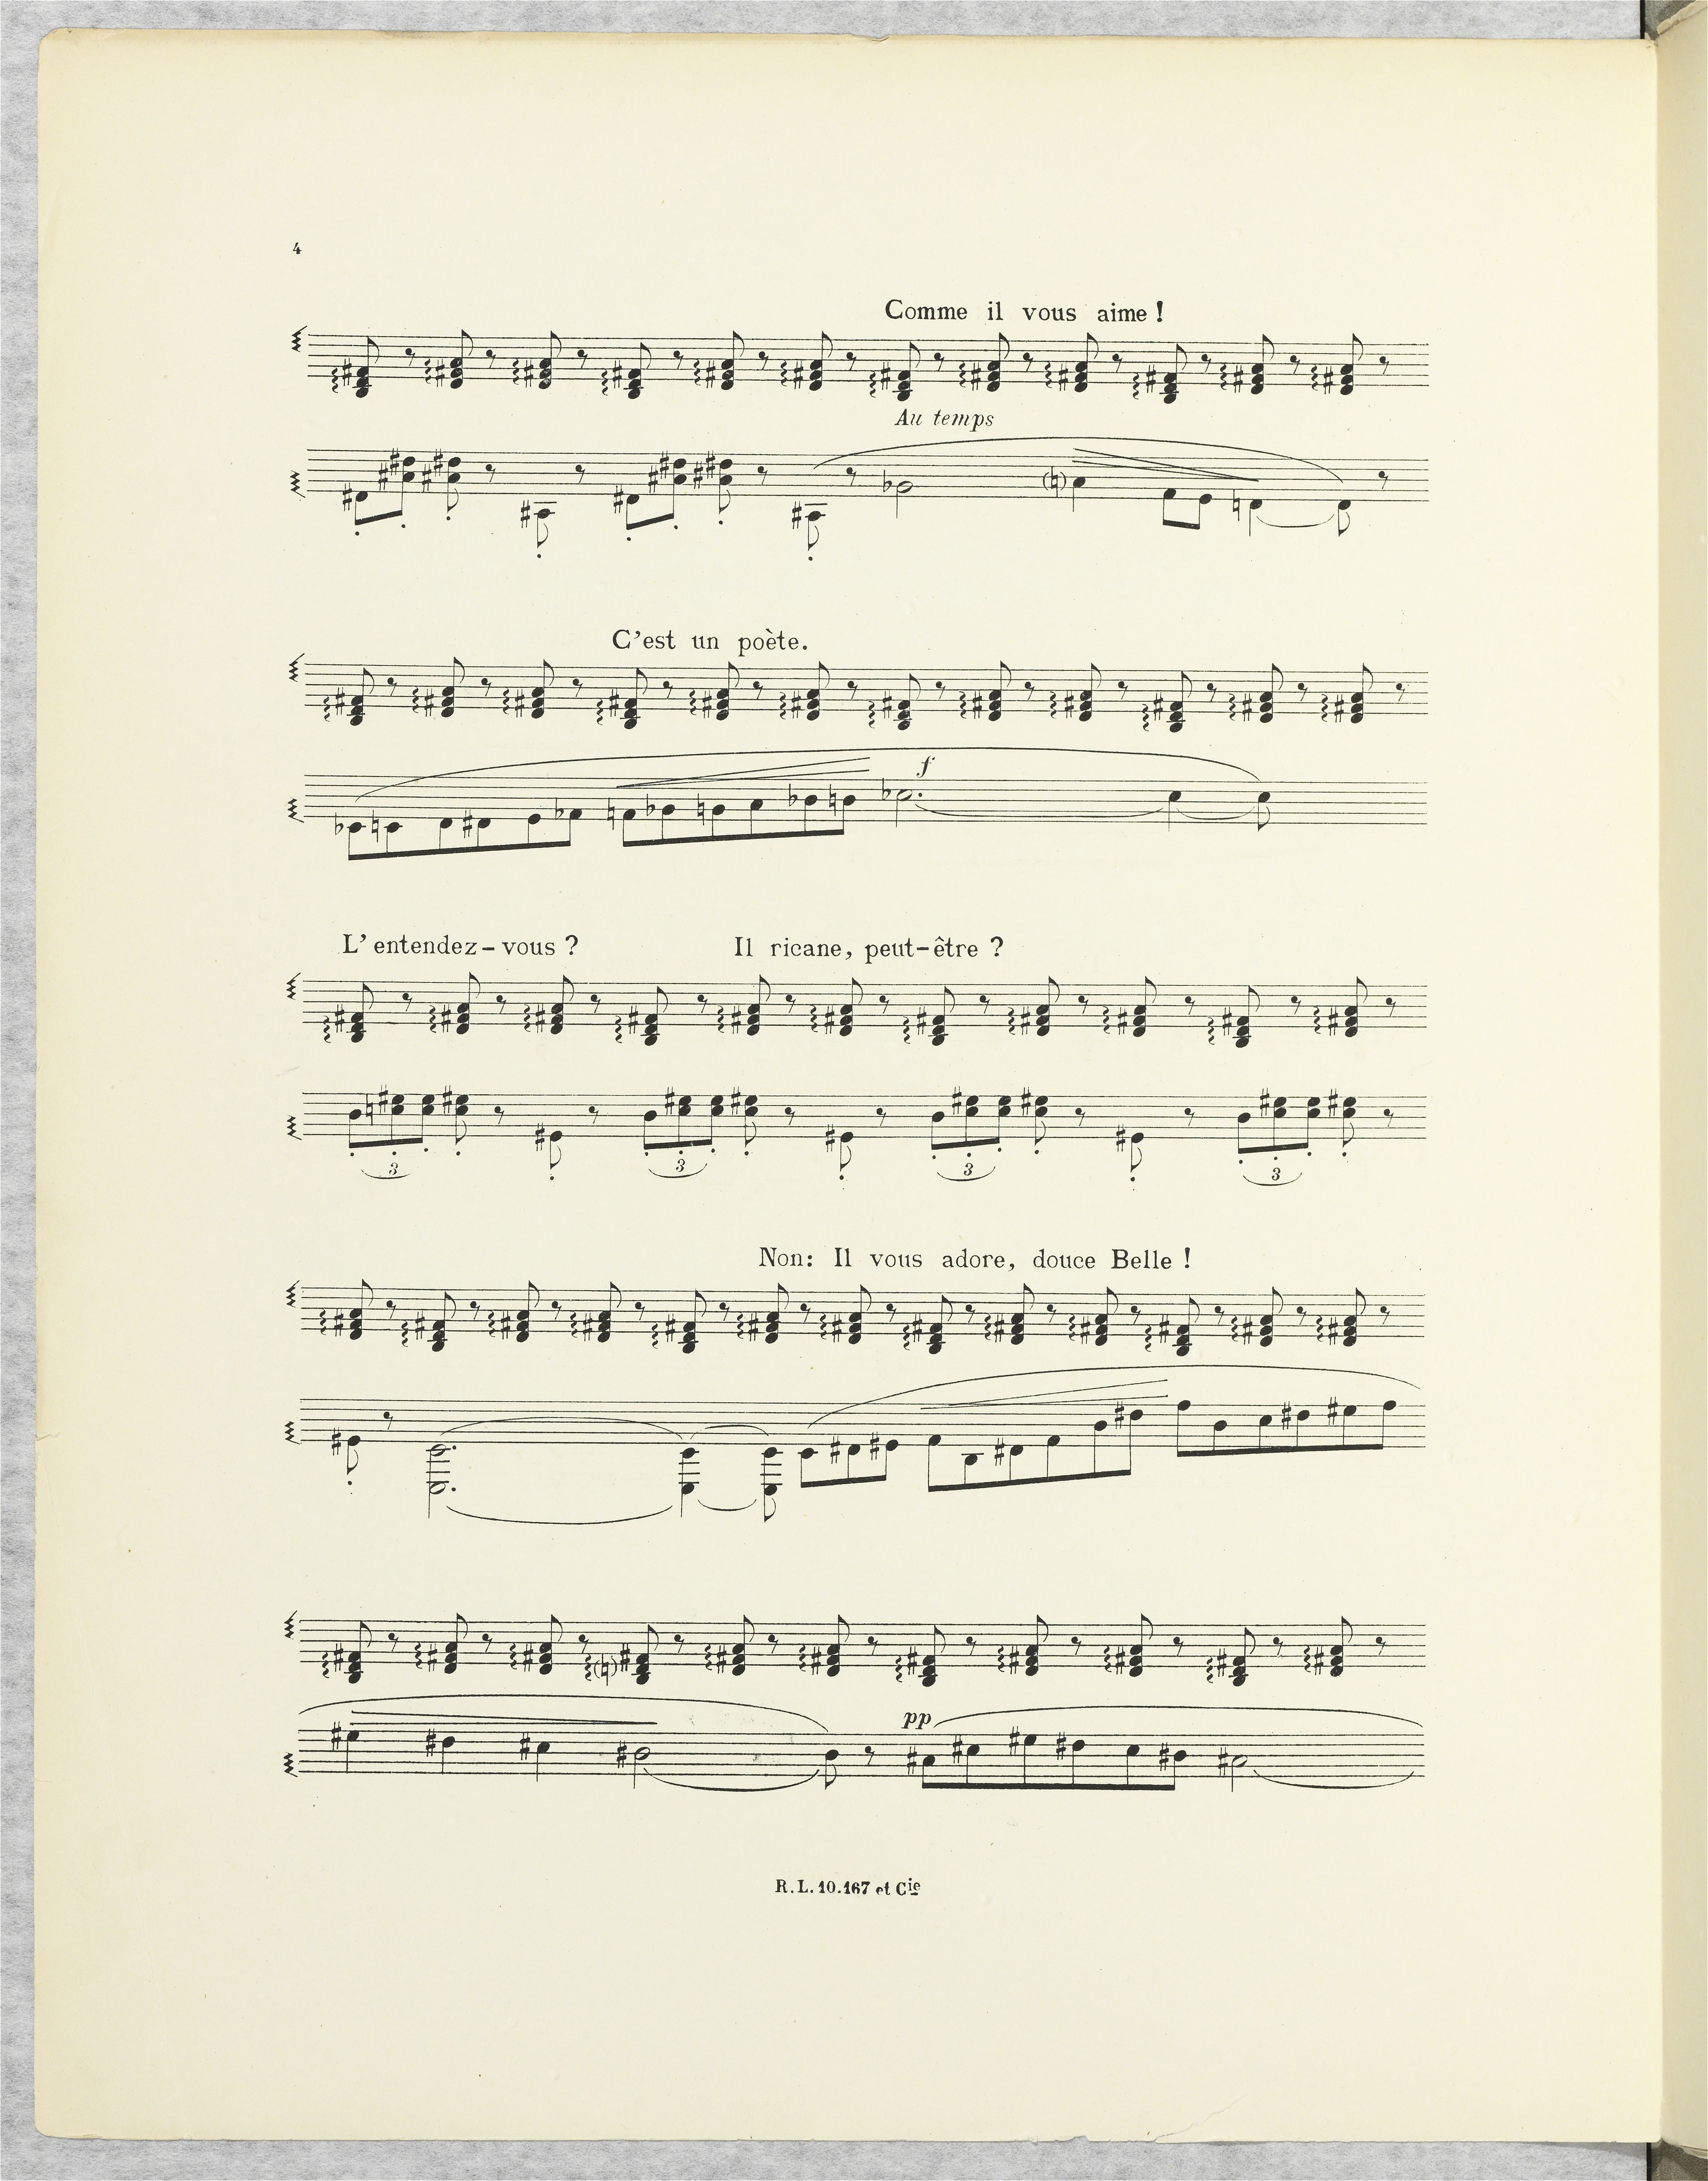 4
Comme il vous aime !
Au temps
C'est un poète.
f
L'entendez-vous ? Il ricane, peut-être ?
3 3 3 3
Non: Il vous adore, douce Belle !
pp
R.L.10.167 et Cie